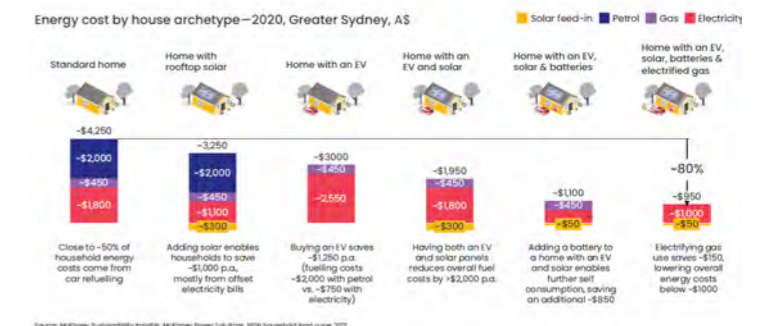 Energy cost by house archetype—2020, Greater Sydney, A$
Solar feed-in Petrol Gas Electricity
Standard home
Home with
rooftop solar
Home with an EV
Home with an
EV and solar
Home with an EV,
solar & batteries
Home with an EV,
solar, batteries &
electrified gas
~$4,250
~$2,000
~$450
~$1,800
~3,250
~$2,000
~$450
~$1,100
~$300
~$3000
~$450
~2,550
~$1,950
~$450
~$1,800
~$300
~$1,100
~$450
~$50
~80%
~$950
~$1,000
~$50
Close to ~50% of
household energy
costs come from
car refuelling
Adding solar enables
households to save
~$1,000 p.a.,
mostly from offset
electricity bills
Buying an EV saves
~$1,250 p.a.
(fuelling costs
~$2,000 with petrol
vs. ~$750 with
electricity)
Having both an EV
and solar panels
reduces overall fuel
costs by >$2,000 p.a.
Adding a battery to
a home with an EV
and solar enables
further self
consumption, saving
an additional ~$850
Electrifying gas
use saves ~$150,
lowering overall
energy costs
below ~$1000